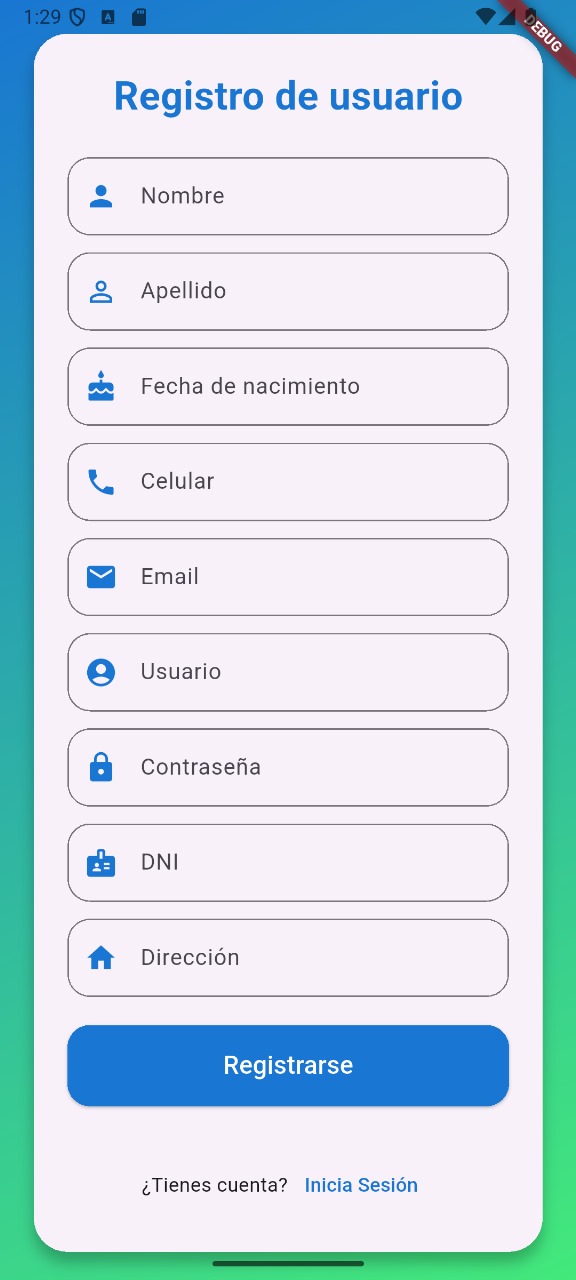 1:29
DEBUG
Registro de usuario
Nombre
Apellido
Fecha de nacimiento
Celular
Email
Usuario
Contraseña
DNI
Dirección
Registrarse
¿Tienes cuenta? Inicia Sesión